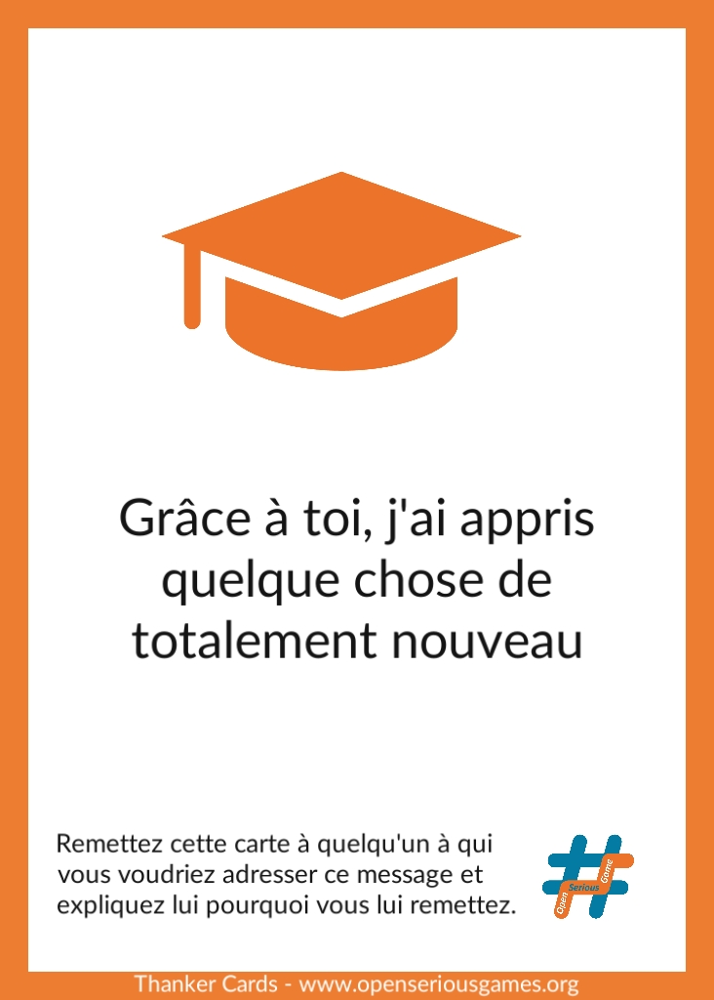 Grâce à toi, j'ai appris
quelque chose de
totalement nouveau
Remettez cette carte à quelqu'un à qui
vous voudriez adresser ce message et
expliquez lui pourquoi vous lui remettez.
Open Serious Game
Thanker Cards - www.openseriousgames.org